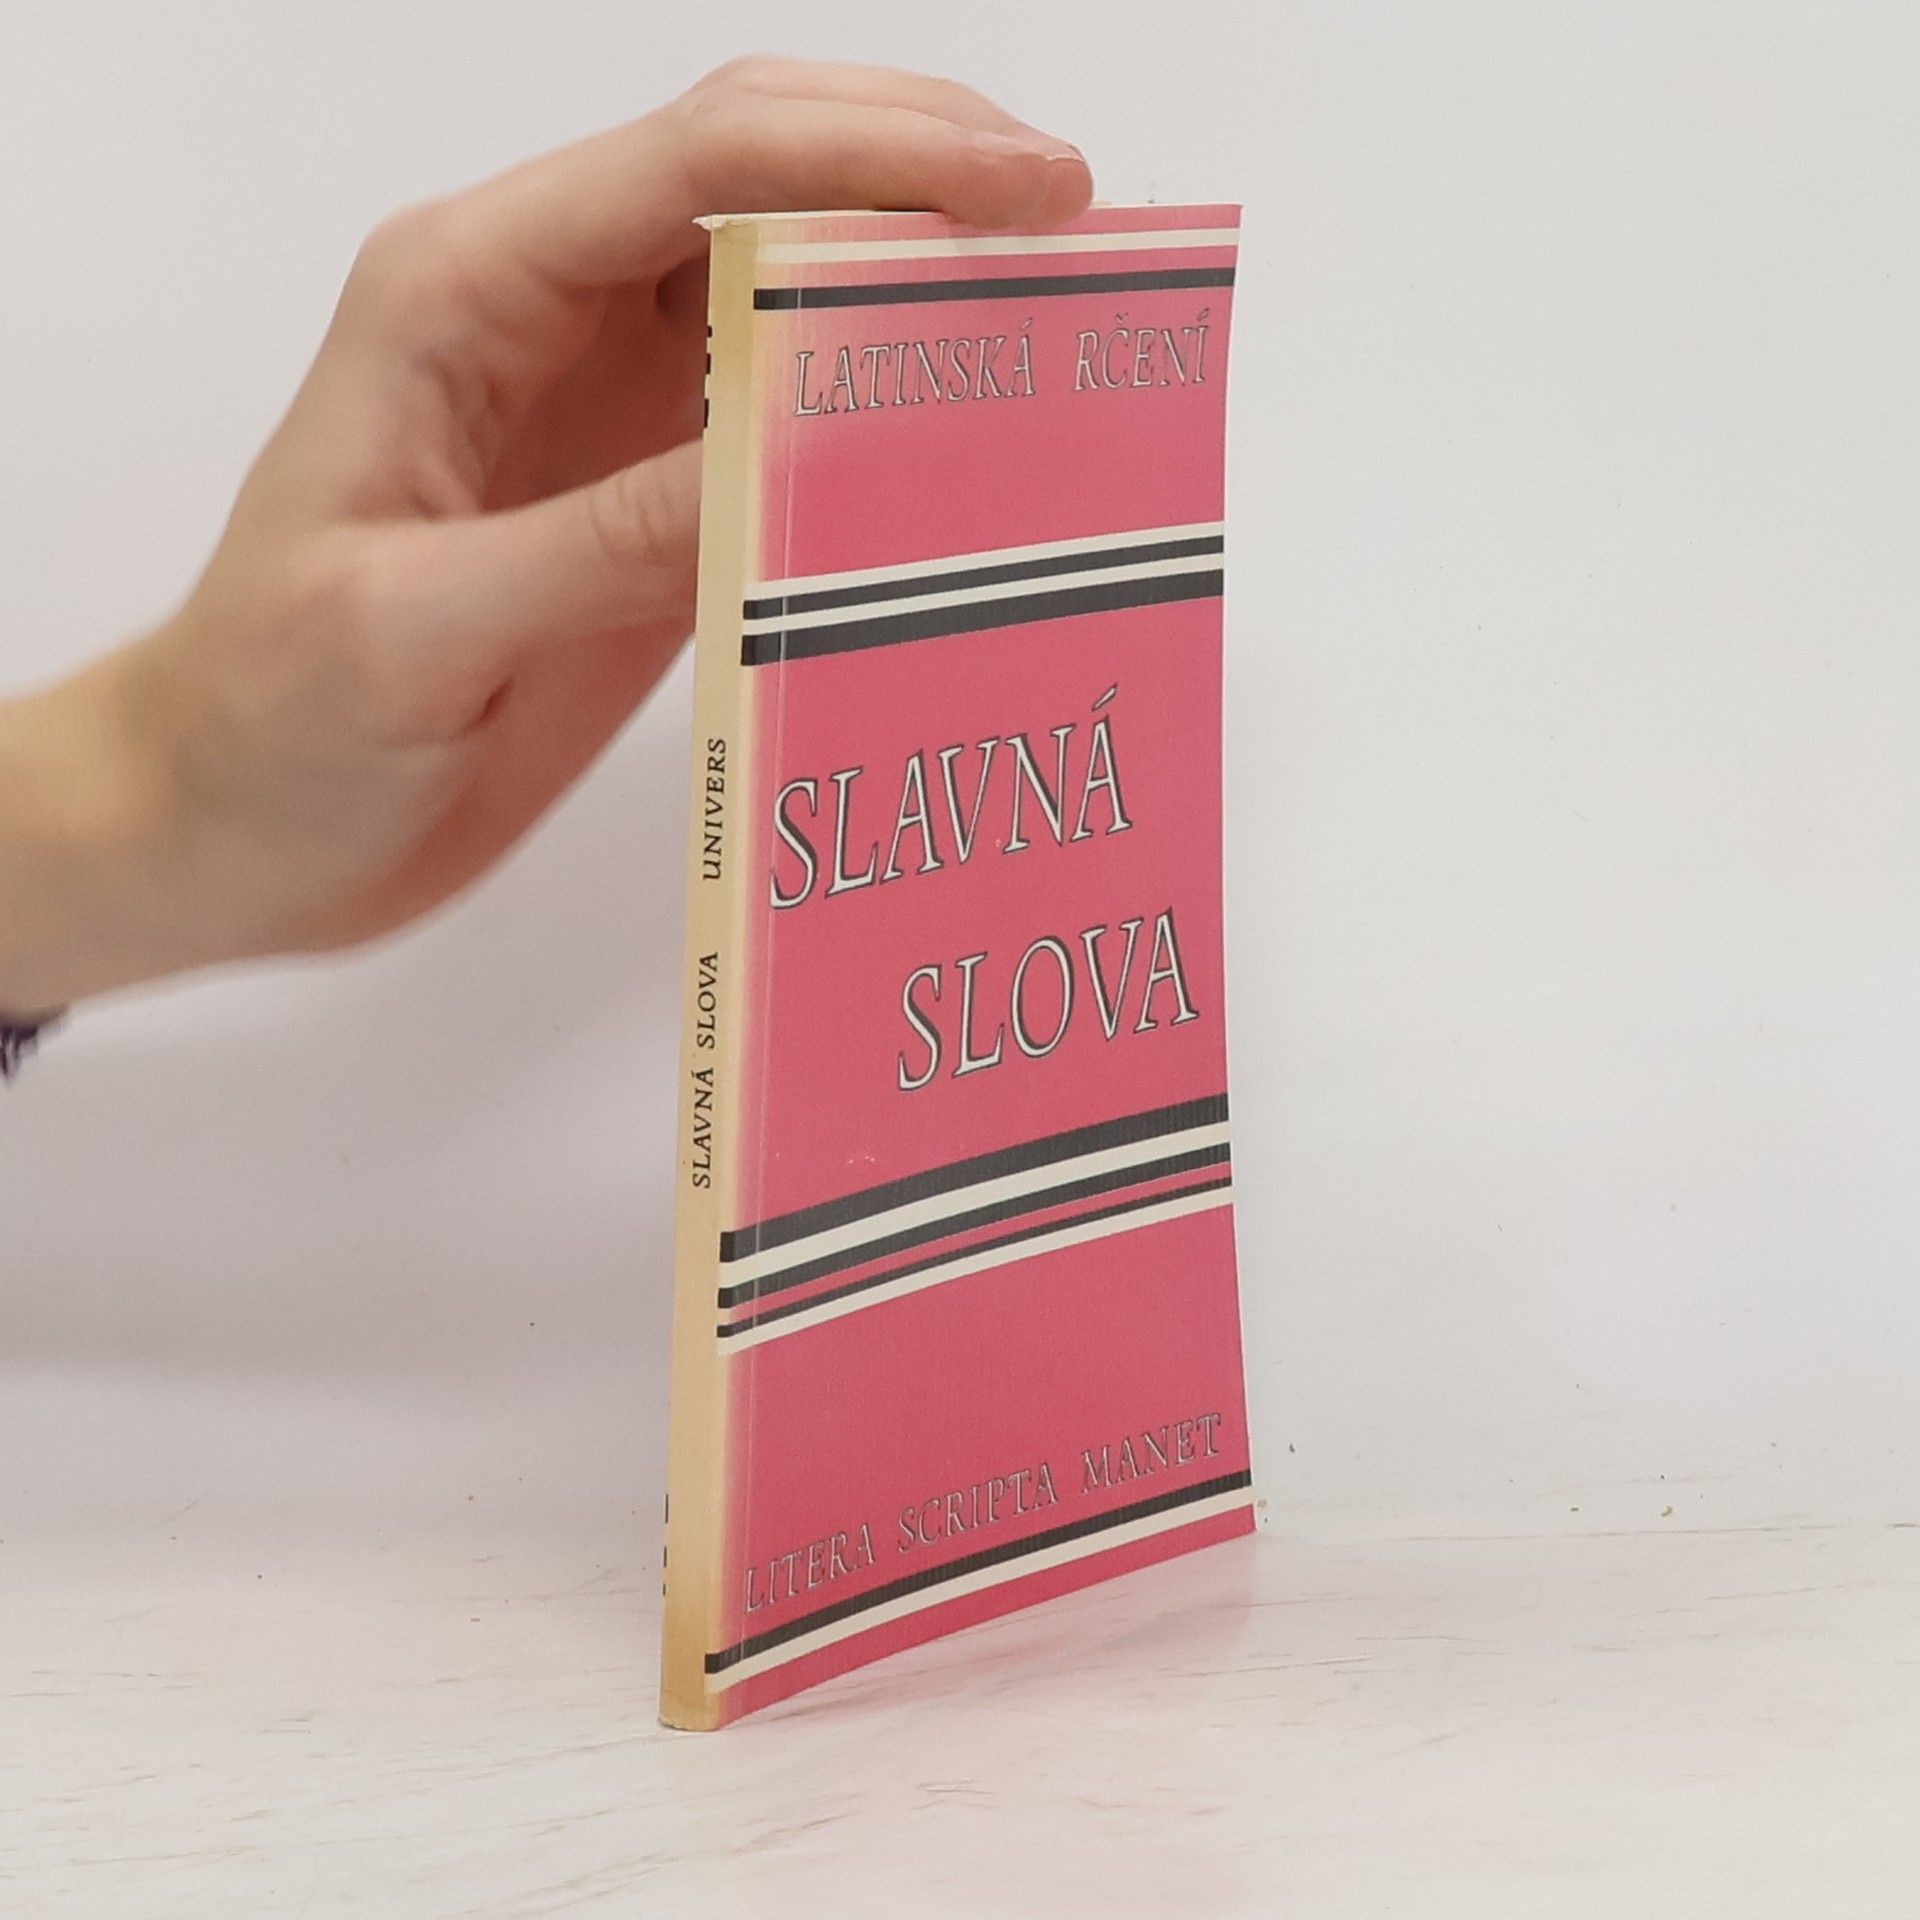 LATINSKÁ RČENÍ
SLAVNÁ
SLOVA
LITERA SCRIPTA MANET
SLAVNÁ SLOVA UNIVERS